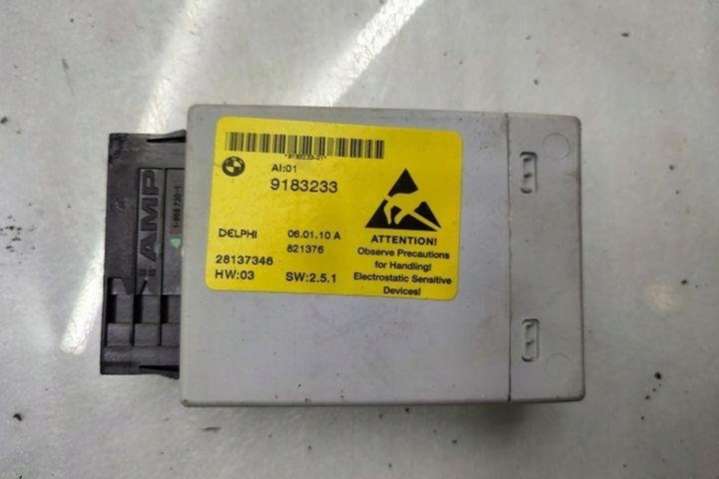 AI:01
9183233
DELPHI 06.01.10 A
821376
28137346
HW:03 SW:2.5.1
ATTENTION!
Observe Precautions
for Handling!
Electrostatic Sensitive
Devices!
AMP